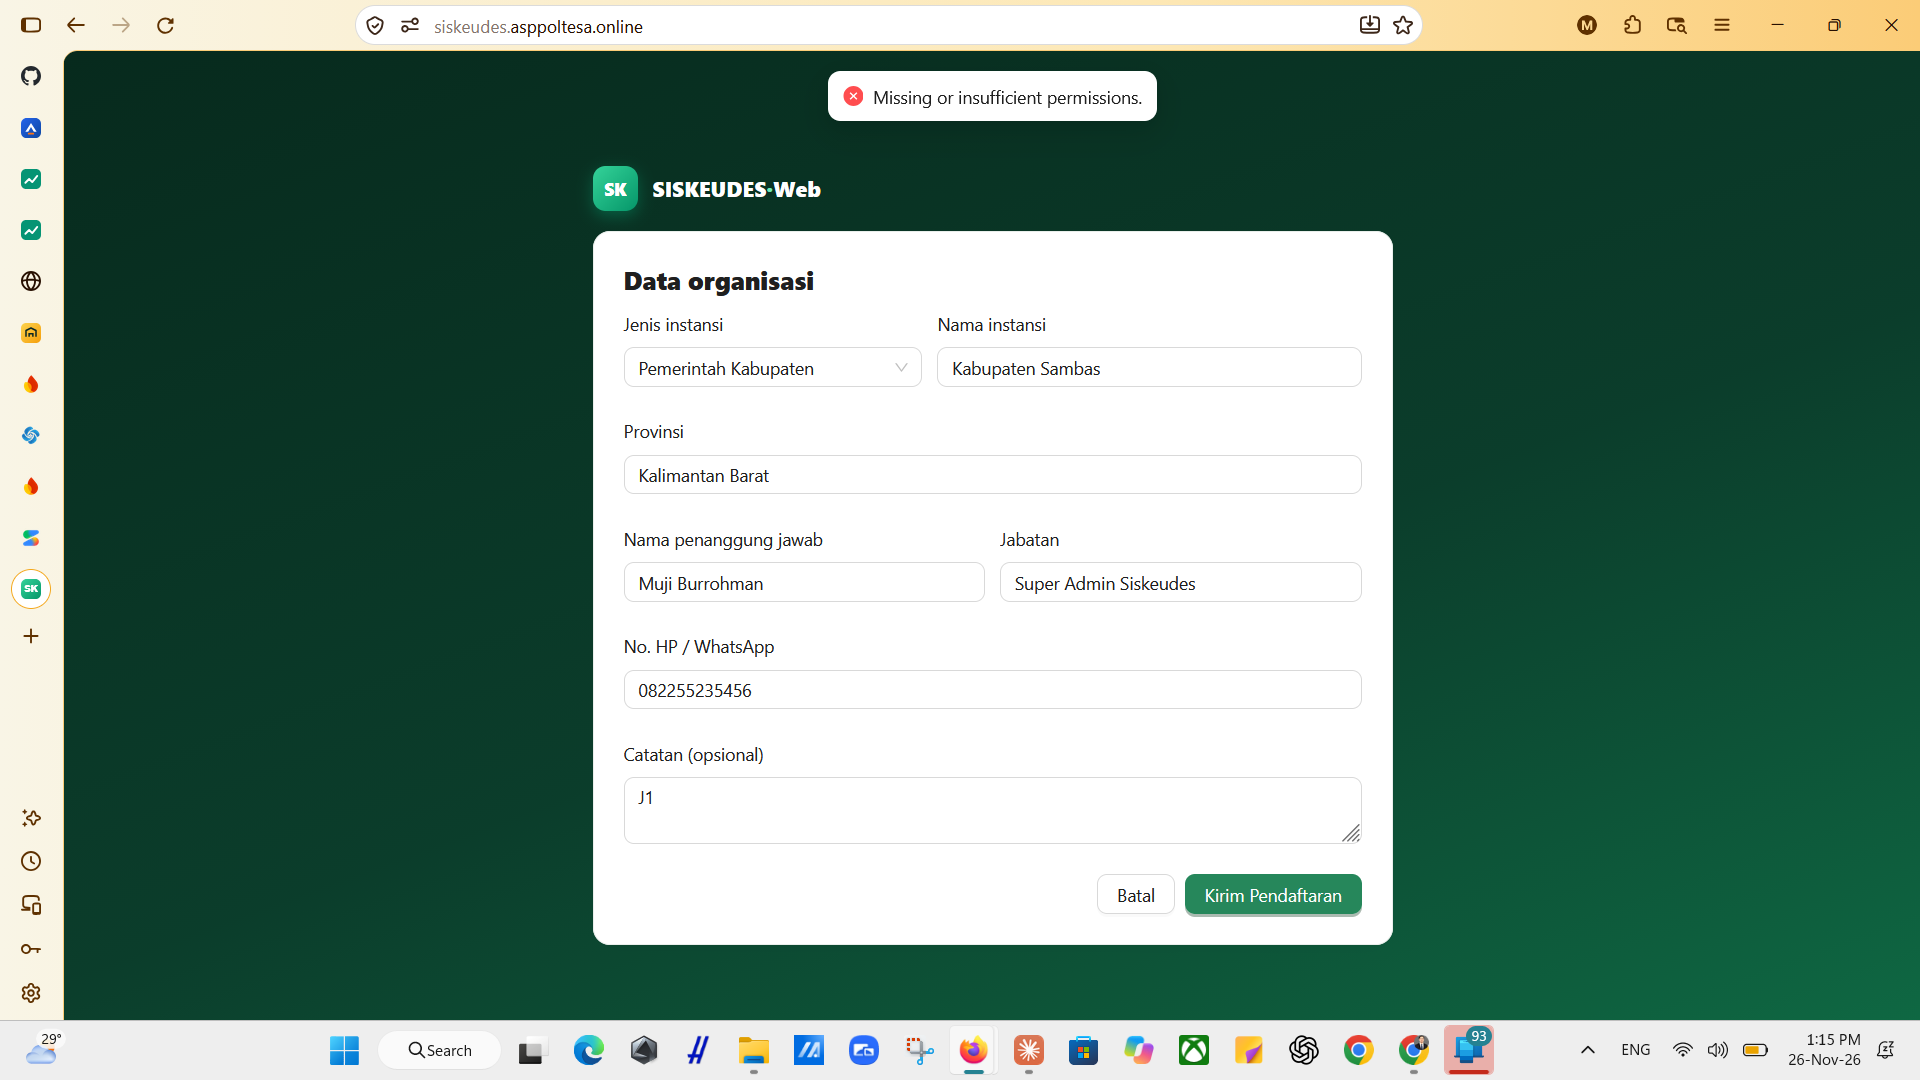 siskeudes.asppoltesa.online
M
Missing or insufficient permissions.
SK SISKEUDES·Web
Data organisasi
Jenis instansi Nama instansi
Pemerintah Kabupaten Kabupaten Sambas
Provinsi
Kalimantan Barat
Nama penanggung jawab Jabatan
Muji Burrohman Super Admin Siskeudes
SK
No. HP / WhatsApp
082255235456
Catatan (opsional)
J1
Batal Kirim Pendaftaran
29°
Search
93
ENG
1:15 PM
26-Nov-26